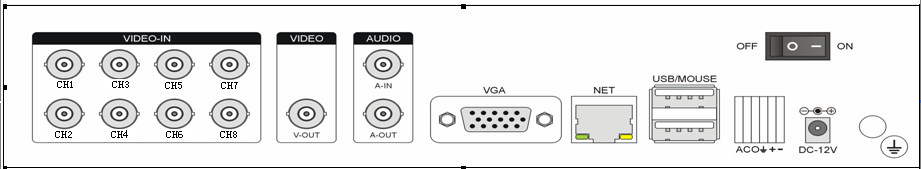 VIDEO-IN
CH1 CH3 CH5 CH7
CH2 CH4 CH6 CH8
VIDEO
V-OUT
AUDIO
A-IN
A-OUT
VGA
NET
USB/MOUSE
ACO⏚+-
OFF ON
- +
DC-12V